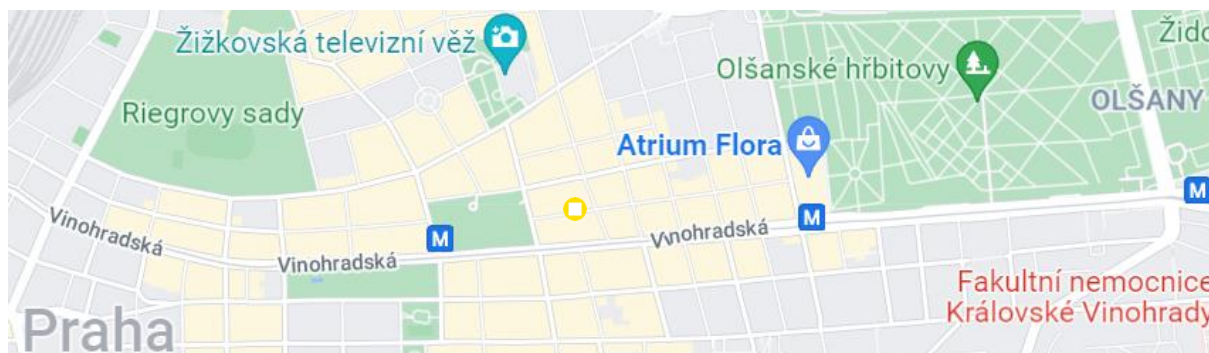 Žižkovská televizní věž
Olšanské hřbitovy
Riegrovy sady
OLŠANY
Atrium Flora
M
Vinohradská
M
M
Vinohradská
Vinohradská
Fakultní nemocnice
Královské Vinohrady
Praha